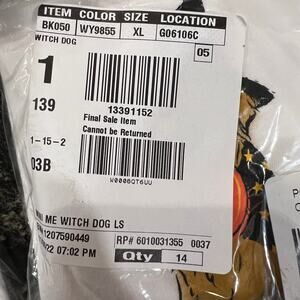 ITEM COLOR SIZE LOCATION
BK050 WY9855 XL G06106C
WITCH DOG
05
1
139
13391152
Final Sale Item
Cannot be Returned
1-15-2
03B
W0006QT6UU
ME WITCH DOG LS
1207590449
RP# 6010031355 0037
22 07:02 PM
Qty 14